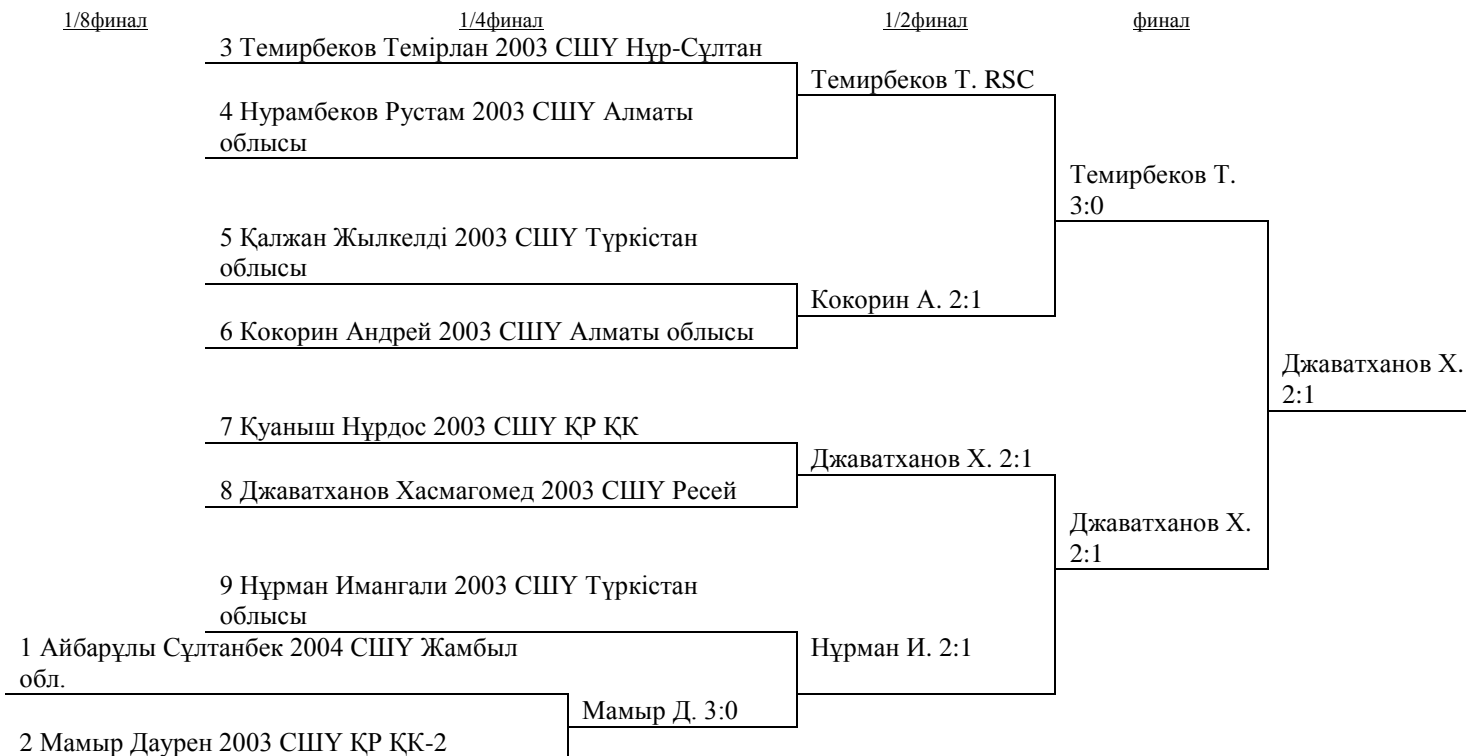 1/8финал 1/4финал 1/2финал финал
3 Темирбеков Темірлан 2003 СШҮ Нұр-Сұлтан
Темирбеков Т. RSC
4 Нурамбеков Рустам 2003 СШҮ Алматы
облысы
Темирбеков Т.
3:0
5 Қалжан Жылкелді 2003 СШҮ Түркістан
облысы
Кокорин А. 2:1
6 Кокорин Андрей 2003 СШҮ Алматы облысы
Джаватханов Х.
2:1
7 Қуаныш Нұрдос 2003 СШҮ ҚР ҚК
Джаватханов Х. 2:1
8 Джаватханов Хасмагомед 2003 СШҮ Ресей
Джаватханов Х.
2:1
9 Нұрман Имангали 2003 СШҮ Түркістан
облысы
1 Айбарұлы Сұлтанбек 2004 СШҮ Жамбыл
обл.
Нұрман И. 2:1
Мамыр Д. 3:0
2 Мамыр Даурен 2003 СШҮ ҚР ҚК-2